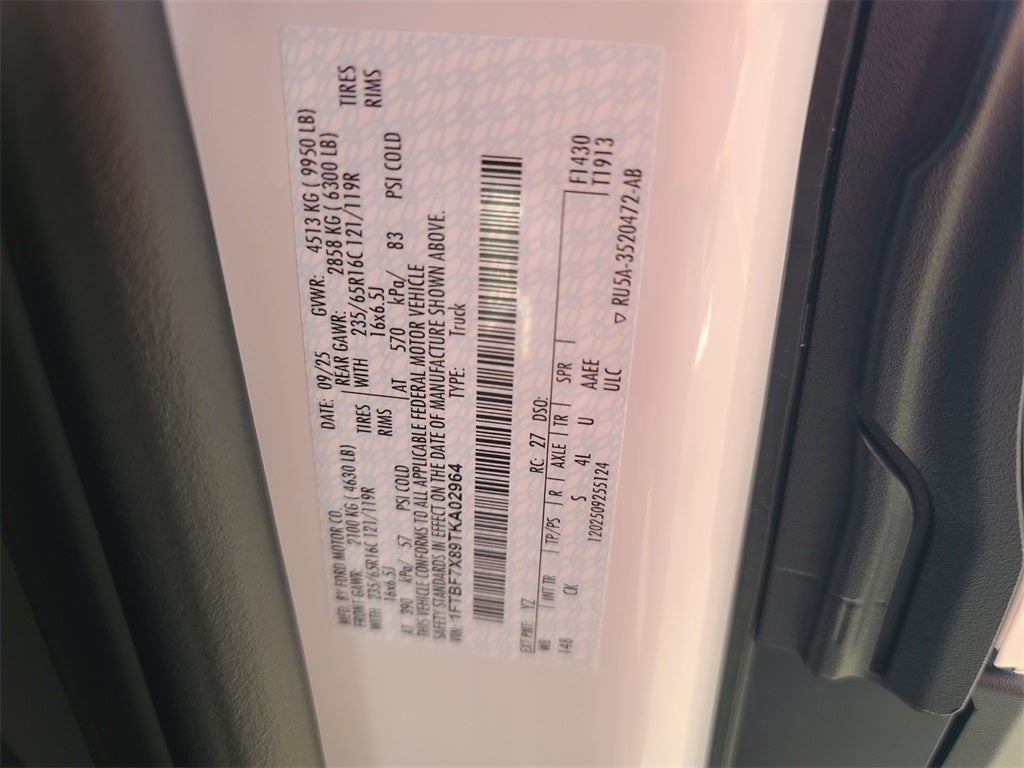 MFD. BY FORD MOTOR CO. DATE: 09/25 GVWR: 4513 KG ( 9950 LB)
FRONT GAWR: 2100 KG ( 4630 LB) REAR GAWR: 2858 KG ( 6300 LB)
WITH 235/65R16C 121/119R TIRES WITH 235/65R16C 121/119R TIRES
16x6.5J RIMS 16x6.5J RIMS
AT 390 kPa/ 57 PSI COLD AT 570 kPa/ 83 PSI COLD
THIS VEHICLE CONFORMS TO ALL APPLICABLE FEDERAL MOTOR VEHICLE
SAFETY STANDARDS IN EFFECT ON THE DATE OF MANUFACTURE SHOWN ABOVE.
VIN: 1FTBF7X89TKA02964 TYPE: Truck
EXT PNT: YZ RC: 27 DSO:
WB INT TR TP/PS R AXLE TR SPR F1430
148 CK S 4L U AAEE T1913
1202509255124 ULC
▽ RU5A-3520472-AB